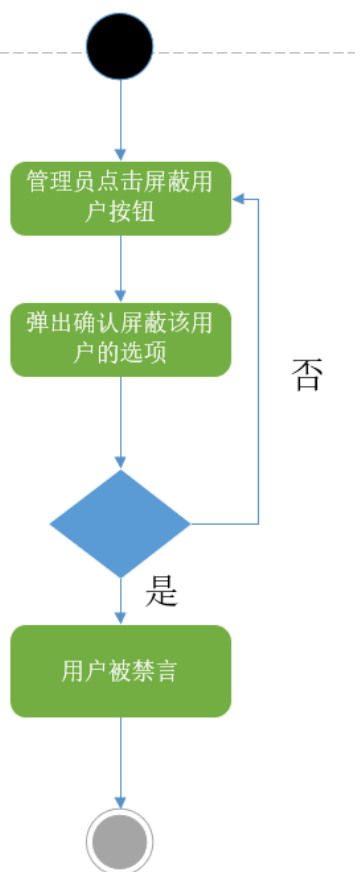 管理员点击屏蔽用
户按钮
弹出确认屏蔽该用
户的选项
否
是
用户被禁言